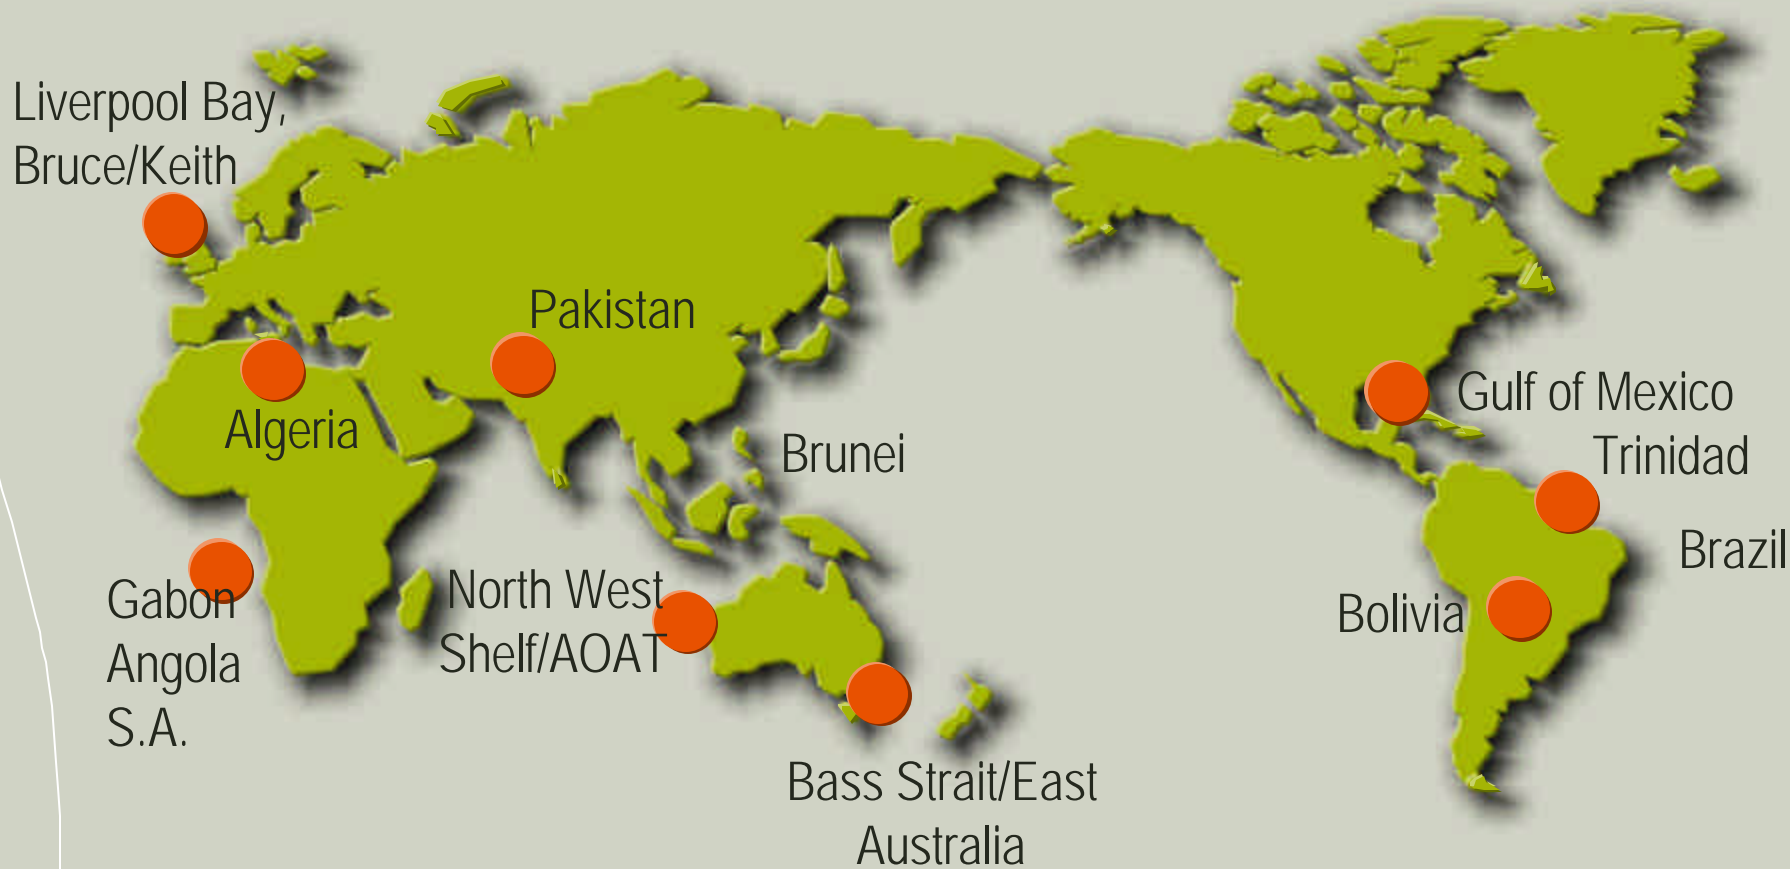 Liverpool Bay,
Bruce/Keith
Pakistan
Algeria
Brunei
Gulf of Mexico
Trinidad
Brazil
Bolivia
Gabon
Angola
S.A.
North West
Shelf/AOAT
Bass Strait/East
Australia